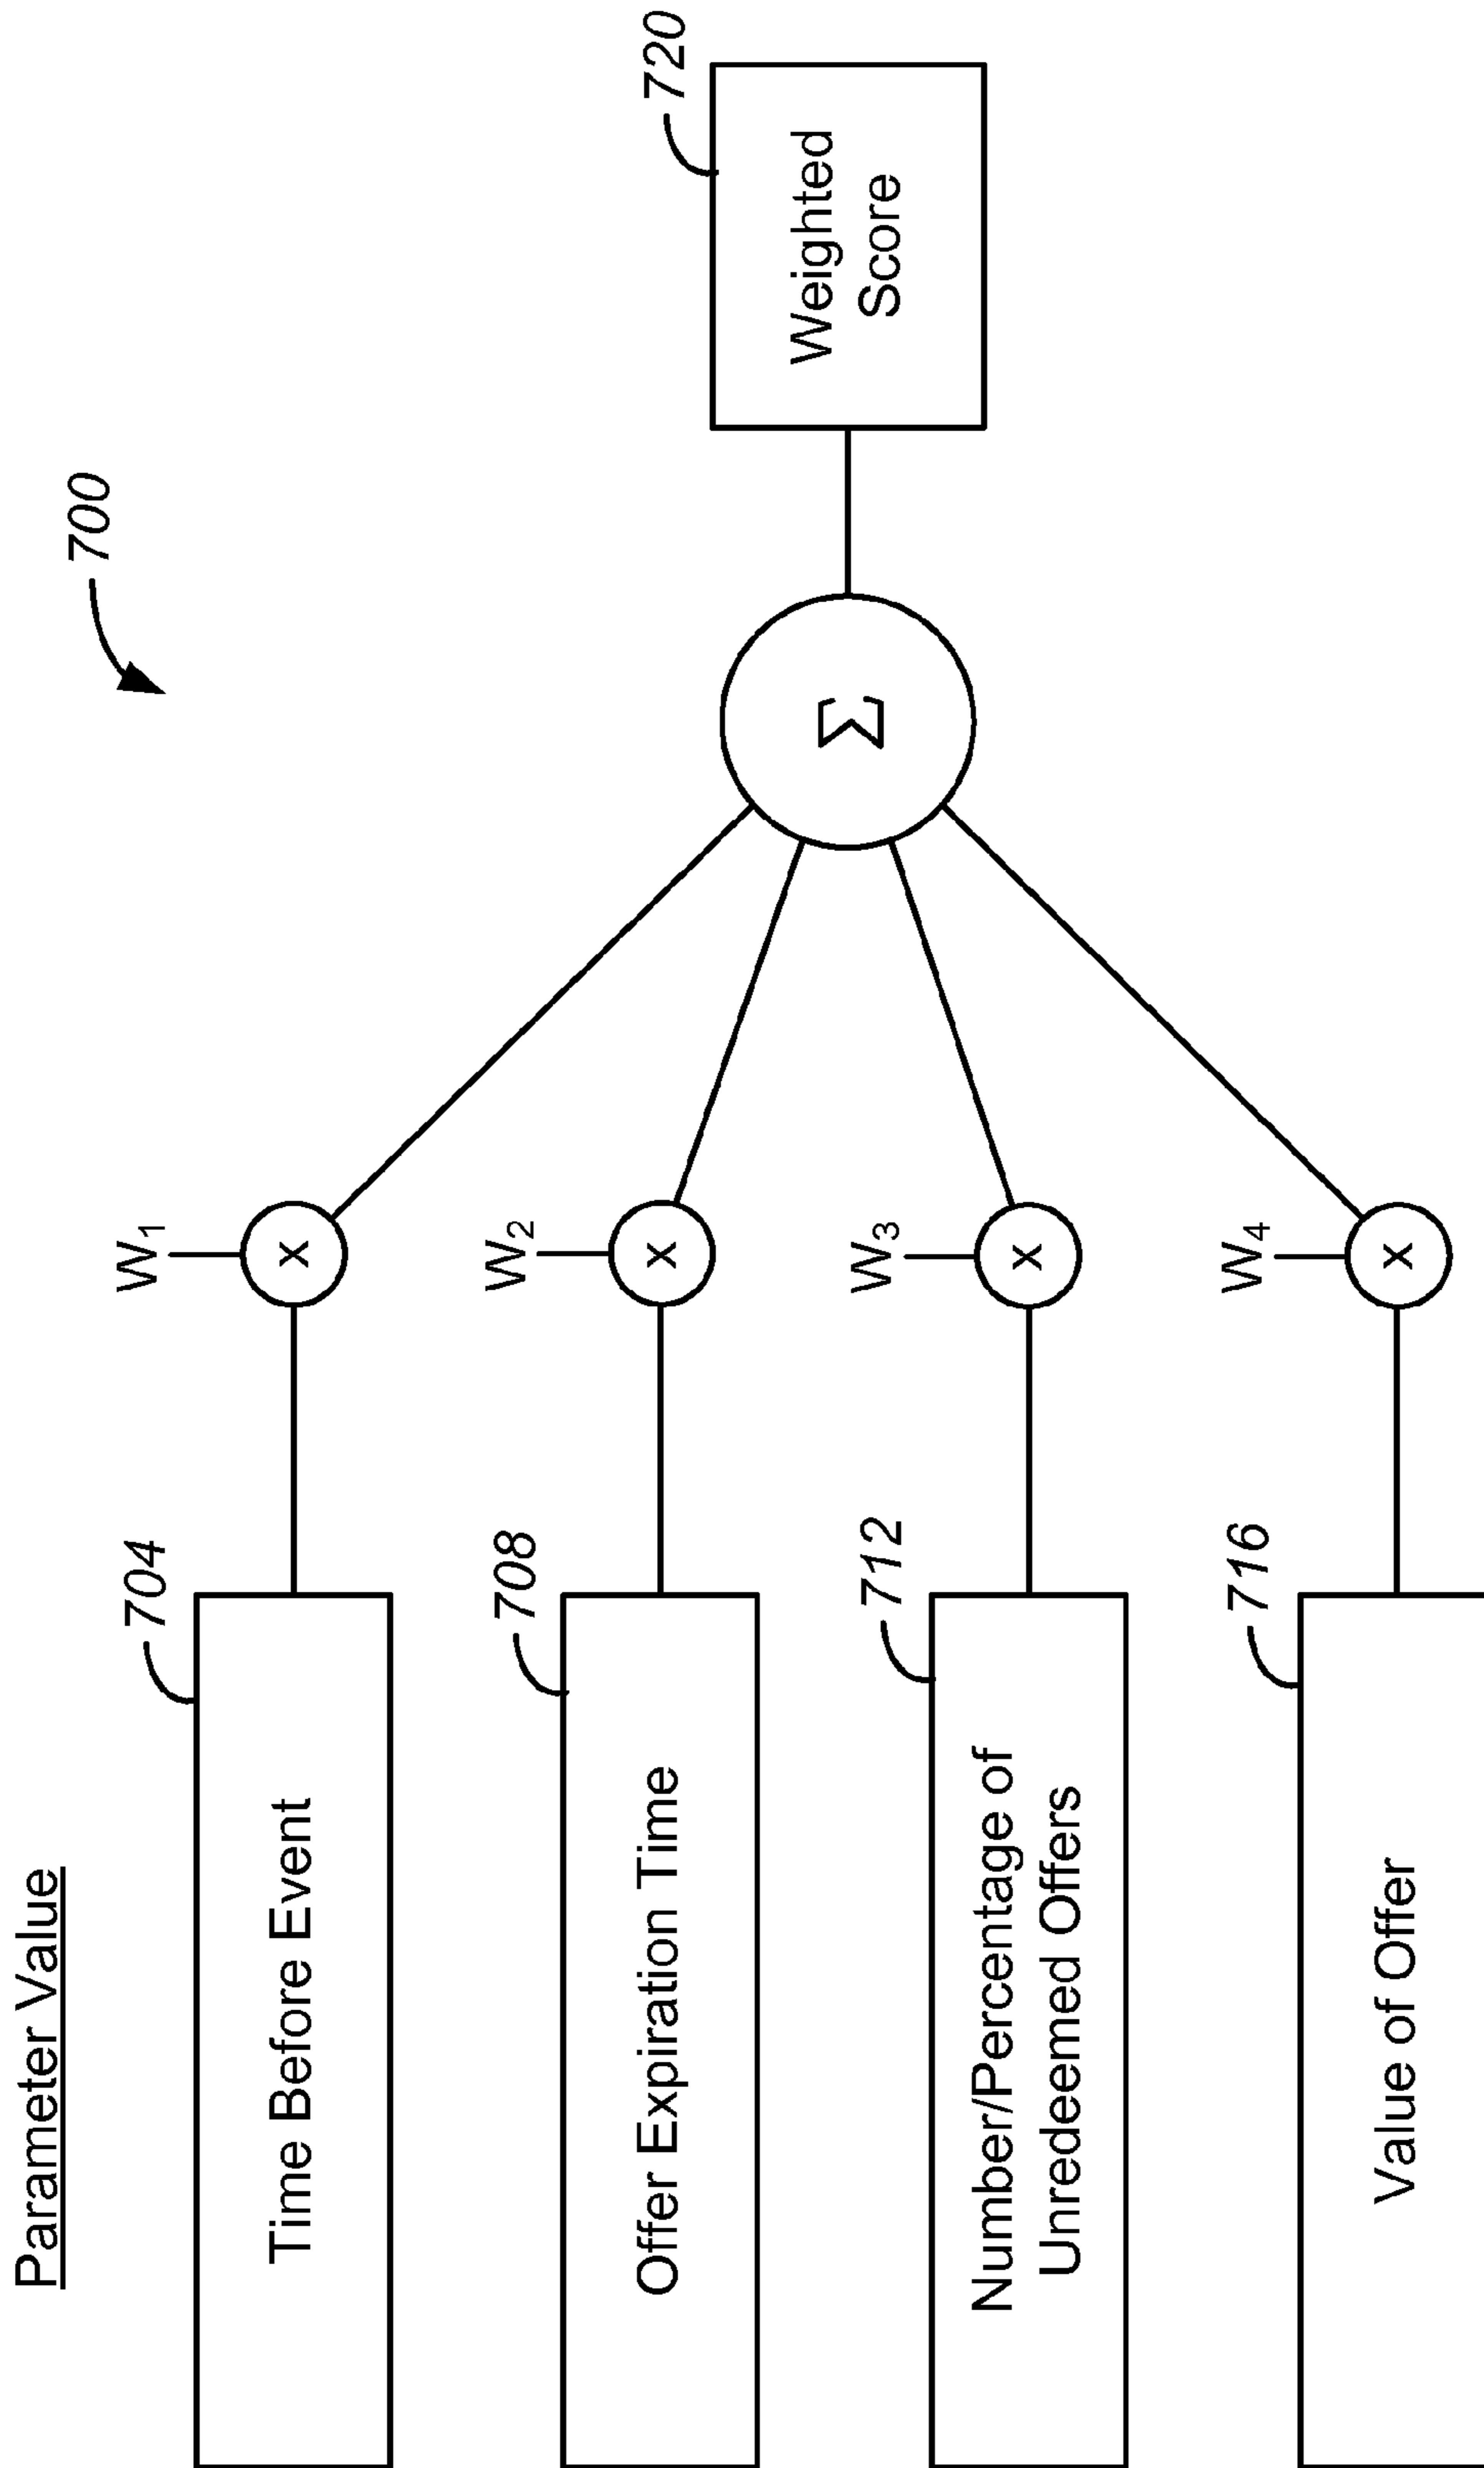 700
Parameter Value
704
Time Before Event
W1
x
708
Offer Expiration Time
W2
x
Σ
720
Weighted
Score
712
Number/Percentage of
Unredeemed Offers
W3
x
716
Value of Offer
W4
x